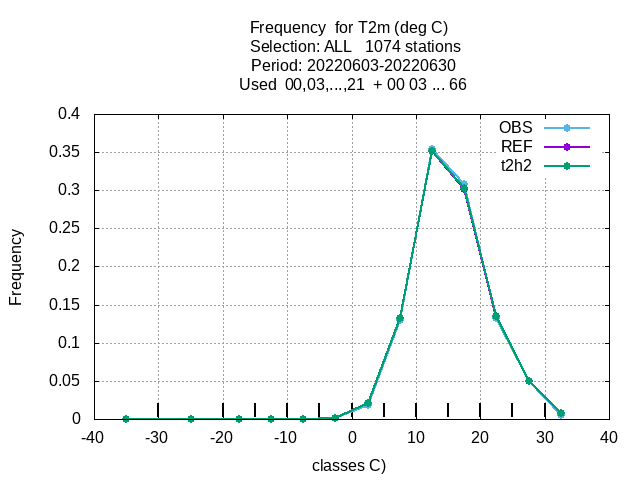 Frequency  for T2m (deg C)
Selection: ALL   1074 stations
Period: 20220603-20220630
Used  00,03,...,21  + 00 03 ... 66
OBS
REF
t2h2
0.4
0.35
0.3
0.25
0.2
0.15
0.1
0.05
0
Frequency
-40 -30 -20 -10 0 10 20 30 40
classes C)